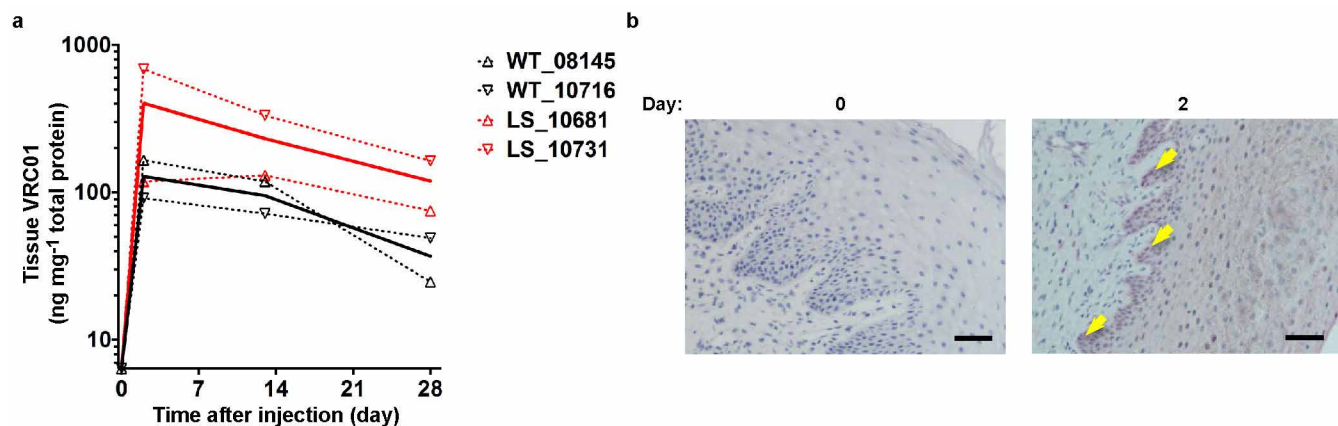 a
b
1000
100
10
Tissue VRC01
(ng mg⁻¹ total protein)
0 7 14 21 28
Time after injection (day)
WT_08145
WT_10716
LS_10681
LS_10731
Day: 0 2